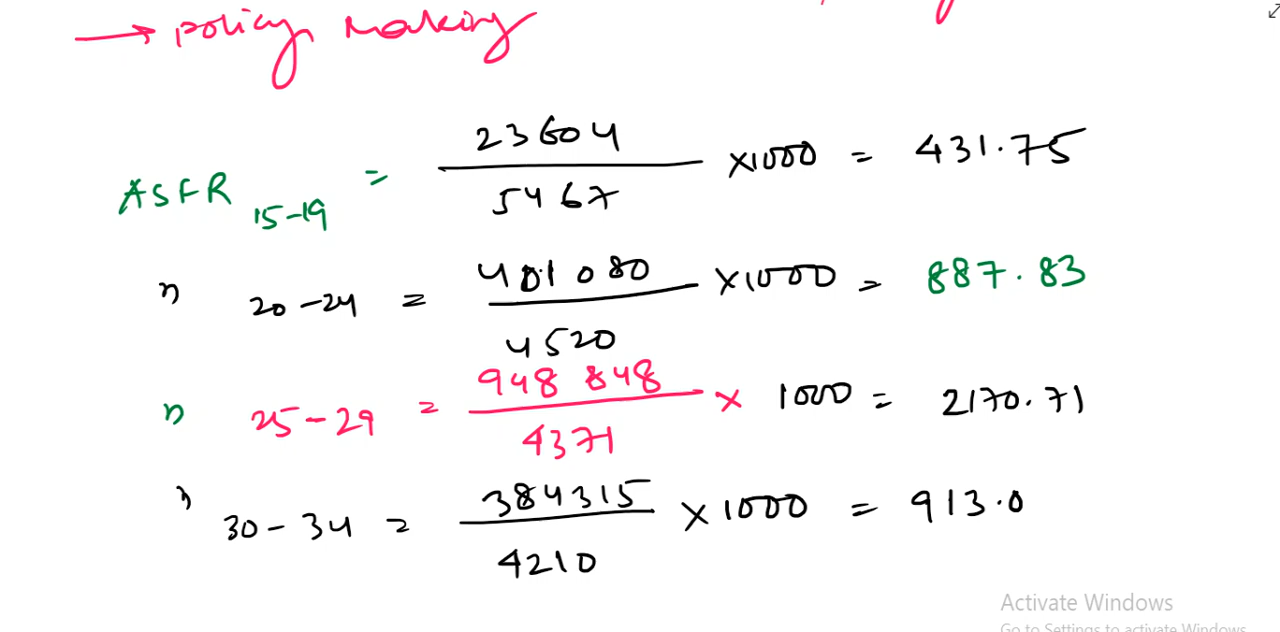 → policy making
ASFR 15-19 = 23604 / 5467 ×1000 = 431.75
" 20-24 = 401080 / 4520 ×1000 = 887.83
" 25-29 = 948848 / 4371 × 1000 = 2170.71
" 30-34 = 384315 / 4210 ×1000 = 913.0
Activate Windows
Go to Settings to activate Windows.